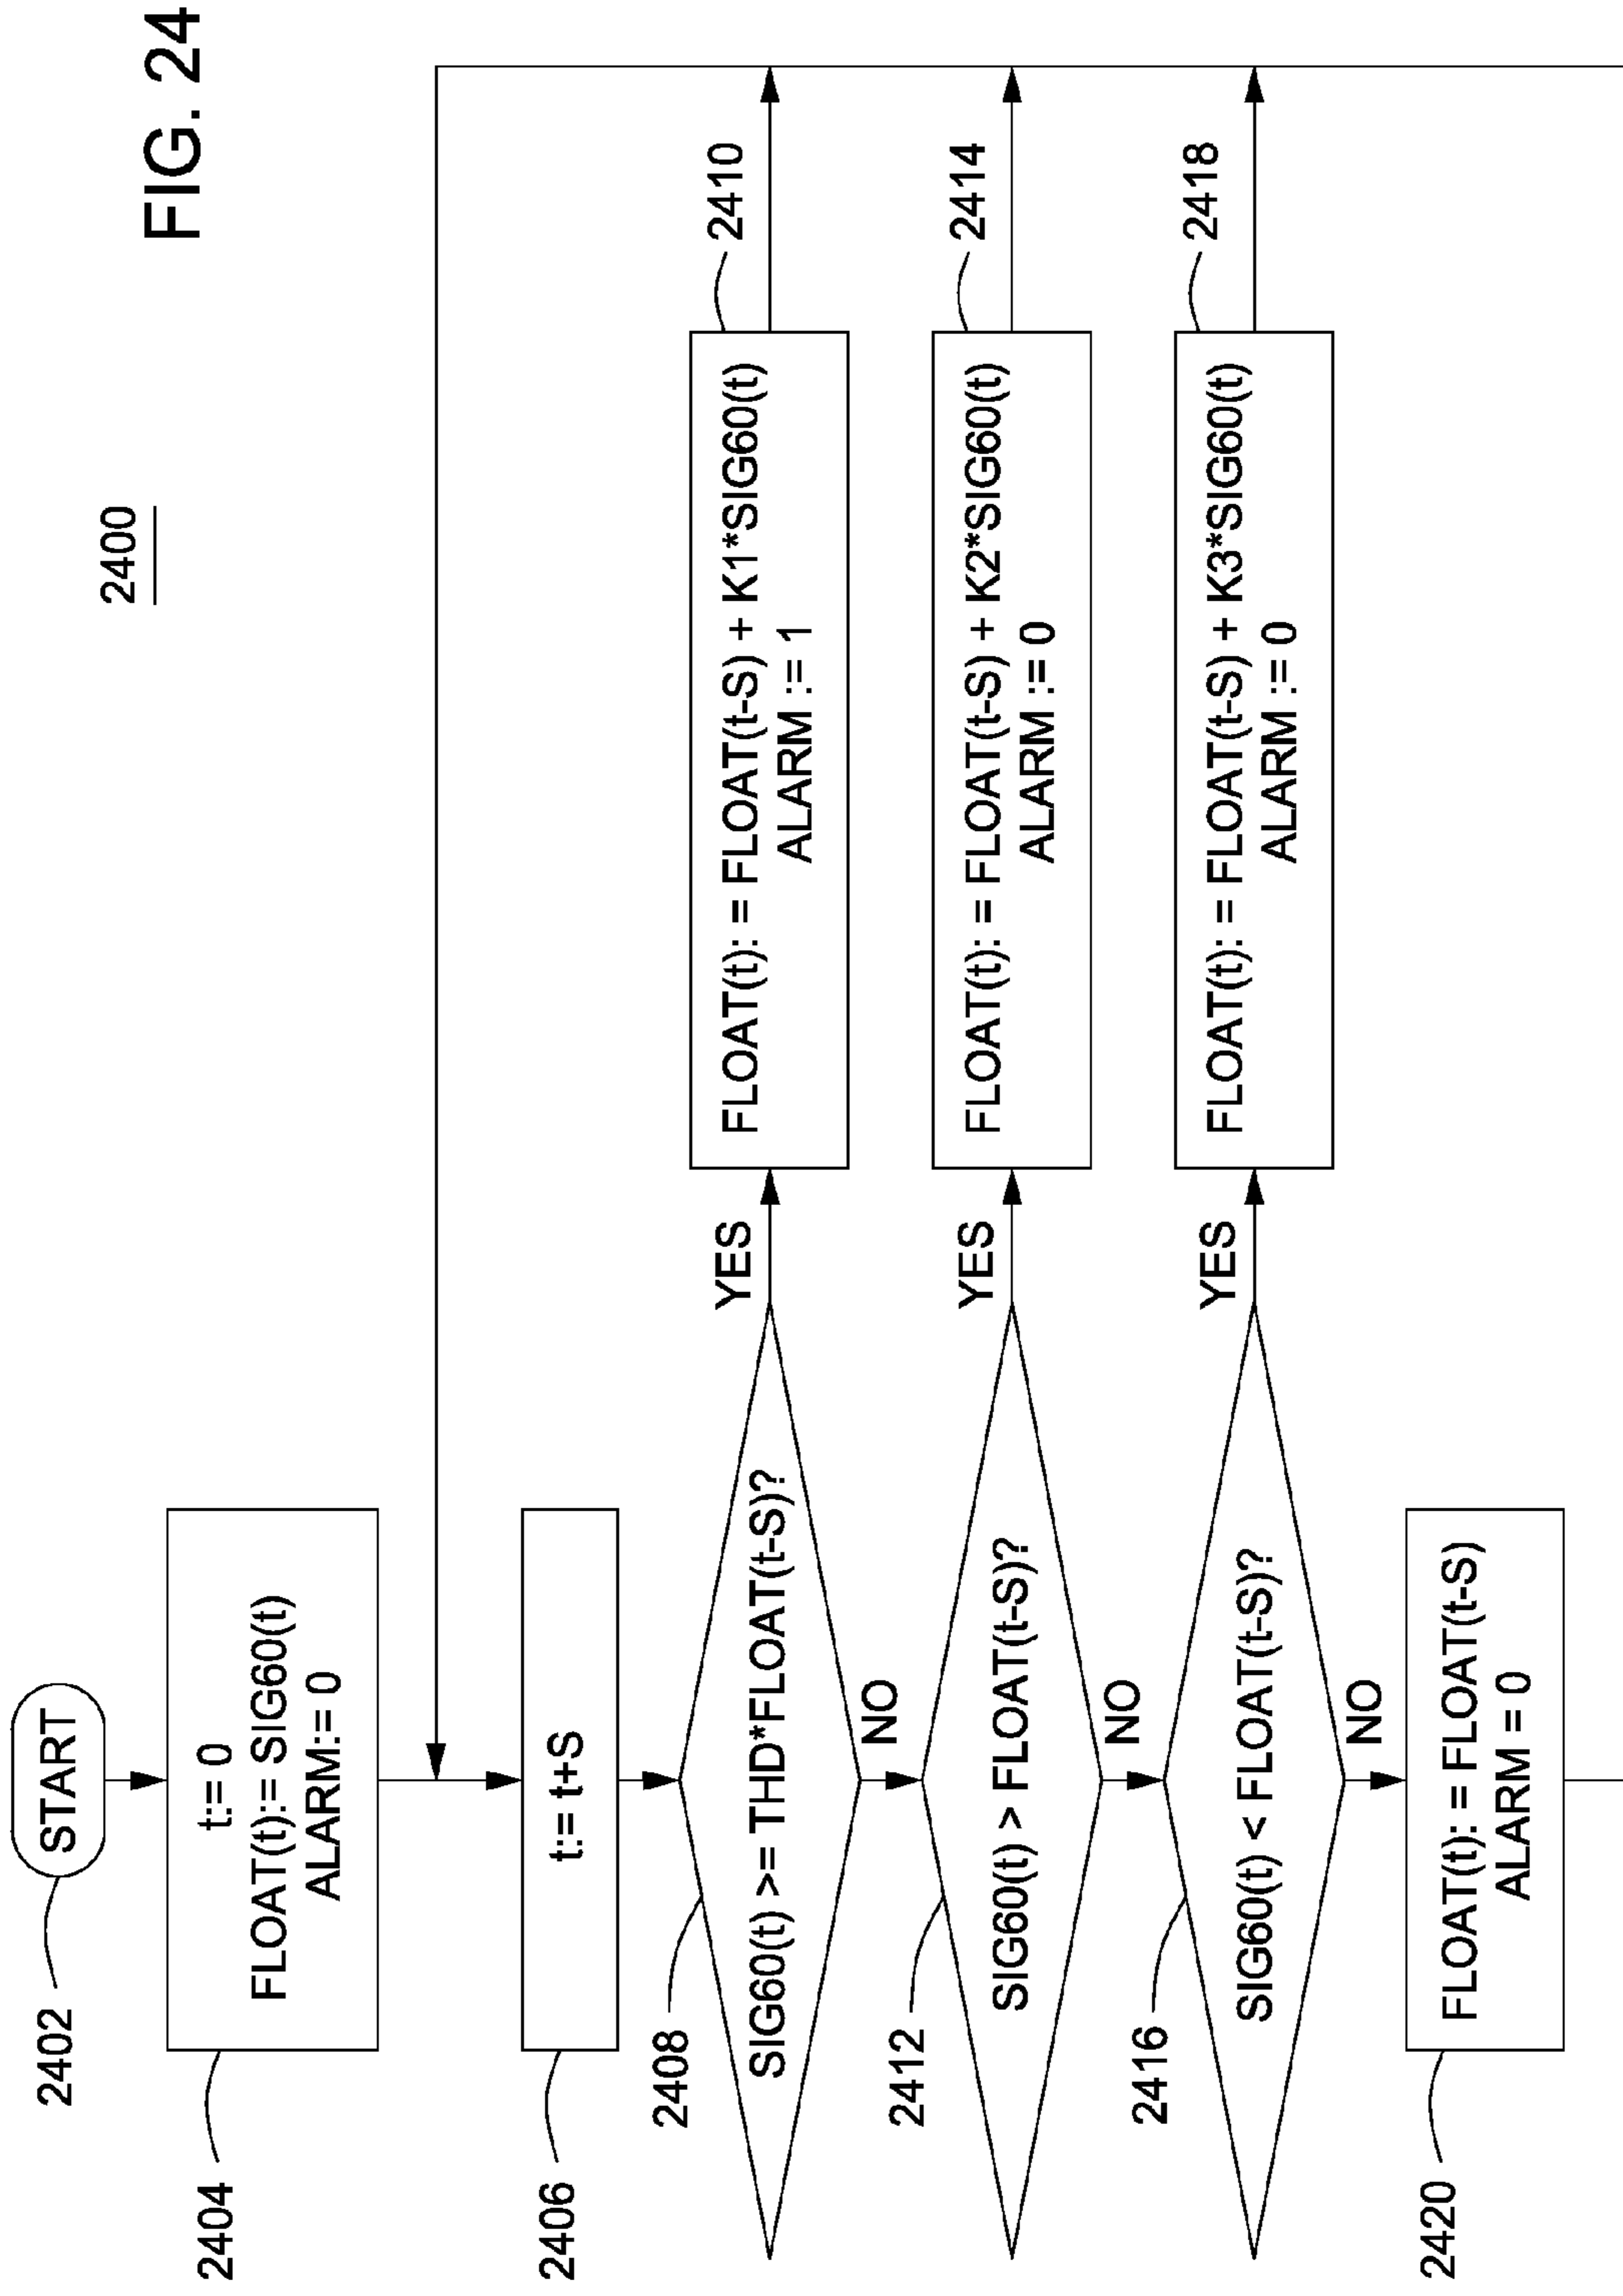 FIG. 24
2400
START
2402
t:= 0
FLOAT(t):= SIG60(t)
ALARM:= 0
2404
t:= t+S
2406
SIG60(t) >= THD*FLOAT(t-S)?
2408
YES
FLOAT(t): = FLOAT(t-S) + K1*SIG60(t)
ALARM := 1
2410
NO
SIG60(t) > FLOAT(t-S)?
2412
YES
FLOAT(t): = FLOAT(t-S) + K2*SIG60(t)
ALARM := 0
2414
NO
SIG60(t) < FLOAT(t-S)?
2416
YES
FLOAT(t): = FLOAT(t-S) + K3*SIG60(t)
ALARM := 0
2418
NO
FLOAT(t): = FLOAT(t-S)
ALARM = 0
2420